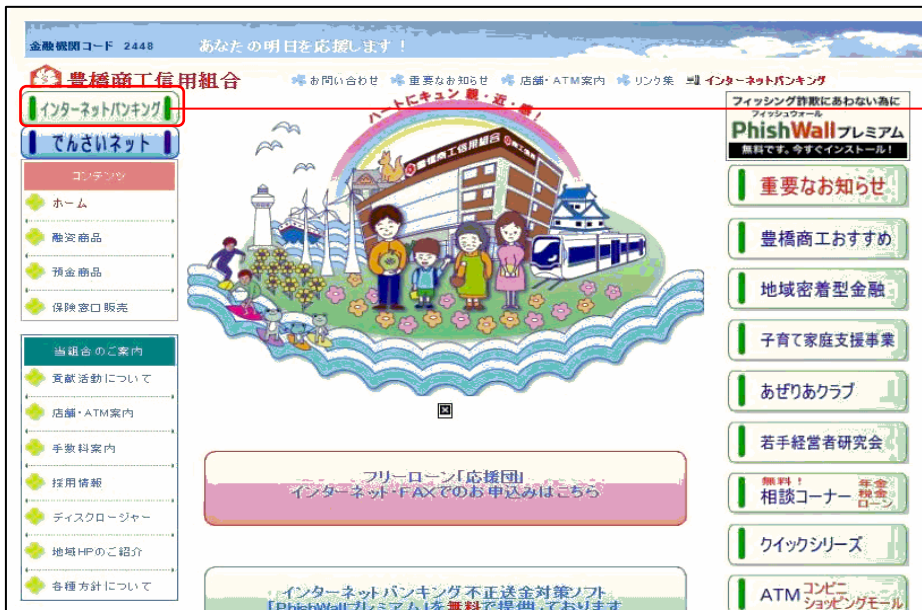 金融機関コード 2448
あなたの明日を応援します！
豊橋商工信用組合
お問い合わせ 重要なお知らせ 店舗・ATM案内 リンク集 インターネットバンキング
インターネットバンキング
でんさいネット
コンテンツ
ホーム
融資商品
預金商品
保険窓口販売
当組合のご案内
貢献活動について
店舗・ATM案内
手数料案内
採用情報
ディスクロージャー
地域HPのご紹介
各種方針について
ハートにキュン 親・近・感！
豊橋商工信用組合
フリーローン「応援団」
インターネット・FAXでのお申込みはこちら
インターネットバンキング不正送金対策ソフト
「PhishWallプレミアム」を無料で提供しております
フィッシング詐欺にあわない為に
フィッシュウォール
PhishWallプレミアム
無料です。今すぐインストール！
重要なお知らせ
豊橋商工おすすめ
地域密着型金融
子育て家庭支援事業
あぜりあクラブ
若手経営者研究会
無料！
相談コーナー 年金 税金 ローン
クイックシリーズ
ATM コンビニ
ショッピングモール